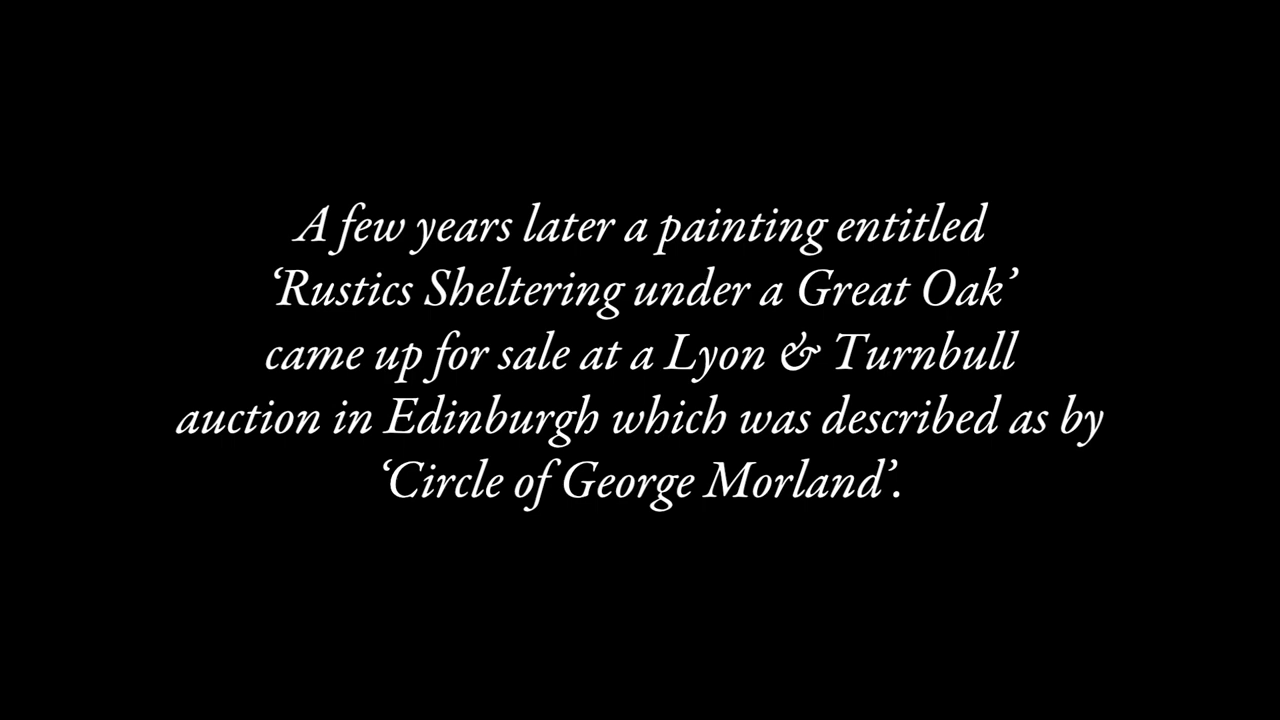 A few years later a painting entitled
‘Rustics Sheltering under a Great Oak’
came up for sale at a Lyon & Turnbull
auction in Edinburgh which was described as by
‘Circle of George Morland’.